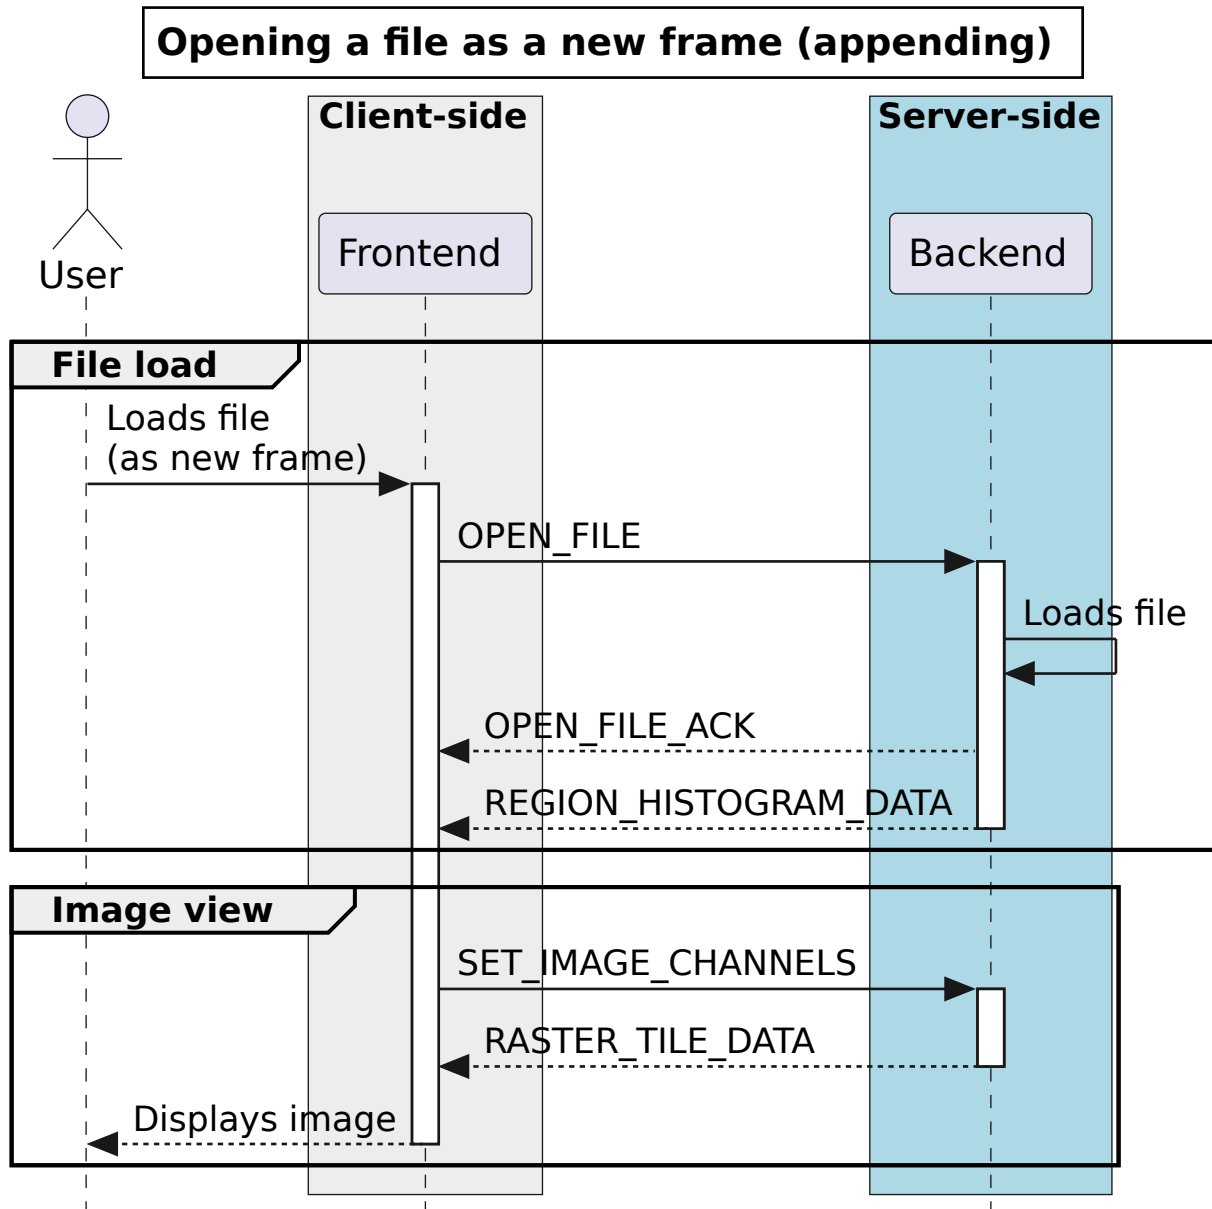 Opening a file as a new frame (appending)
Client-side
Server-side
User
Frontend
Backend
File load
Loads file
(as new frame)
OPEN_FILE
Loads file
OPEN_FILE_ACK
REGION_HISTOGRAM_DATA
Image view
SET_IMAGE_CHANNELS
RASTER_TILE_DATA
Displays image